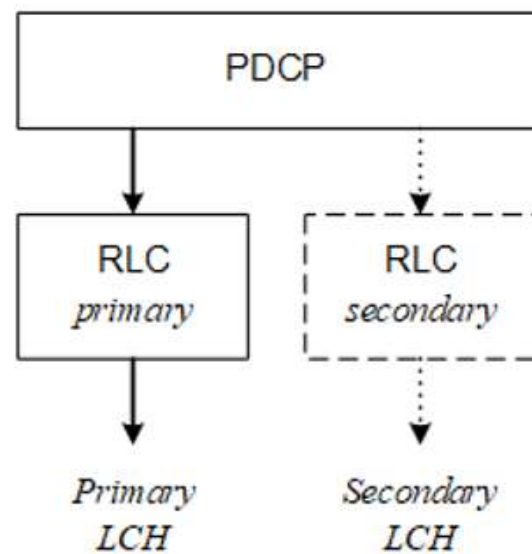 PDCP
RLC
primary
RLC
secondary
Primary
LCH
Secondary
LCH